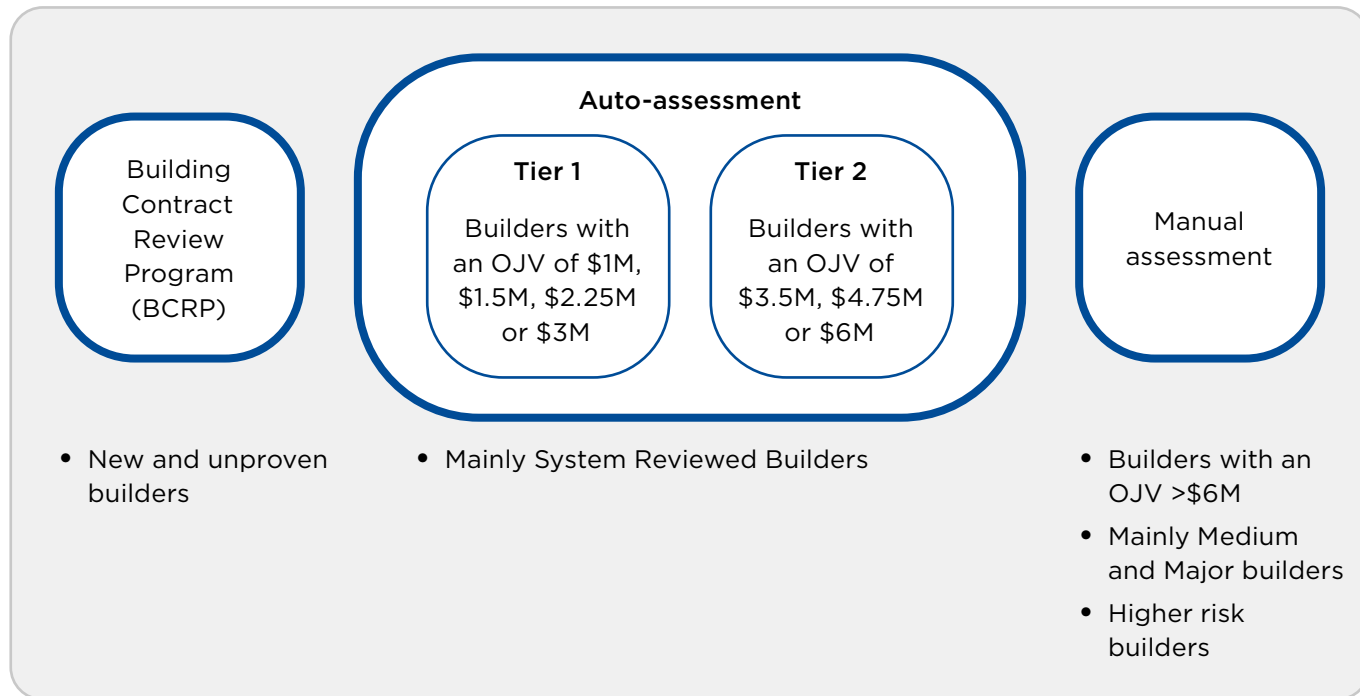 Building
Contract
Review
Program
(BCRP)
Auto-assessment
Tier 1
Builders with
an OJV of $1M,
$1.5M, $2.25M
or $3M
Tier 2
Builders with
an OJV of
$3.5M, $4.75M
or $6M
Manual
assessment
• New and unproven
builders
• Mainly System Reviewed Builders
• Builders with an
OJV >$6M
• Mainly Medium
and Major builders
• Higher risk
builders